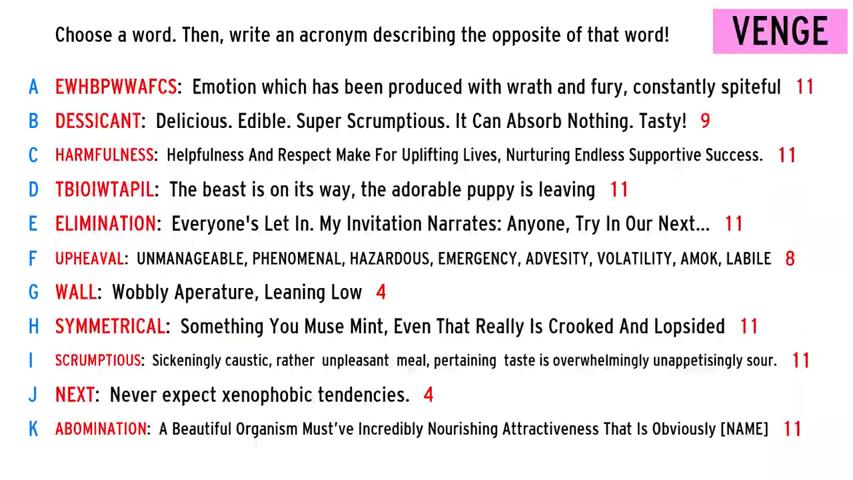 Choose a word. Then, write an acronym describing the opposite of that word!
VENGE
A EWHBPWWAFCS: Emotion which has been produced with wrath and fury, constantly spiteful 11
B DESSICANT: Delicious. Edible. Super Scrumptious. It Can Absorb Nothing. Tasty! 9
C HARMFULNESS: Helpfulness And Respect Make For Uplifting Lives, Nurturing Endless Supportive Success. 11
D TBIOIWTAPIL: The beast is on its way, the adorable puppy is leaving 11
E ELIMINATION: Everyone's Let In. My Invitation Narrates: Anyone, Try In Our Next... 11
F UPHEAVAL: UNMANAGEABLE, PHENOMENAL, HAZARDOUS, EMERGENCY, ADVESITY, VOLATILITY, AMOK, LABILE 8
G WALL: Wobbly Aperature, Leaning Low 4
H SYMMETRICAL: Something You Muse Mint, Even That Really Is Crooked And Lopsided 11
I SCRUMPTIOUS: Sickeningly caustic, rather unpleasant meal, pertaining taste is overwhelmingly unappetisingly sour. 11
J NEXT: Never expect xenophobic tendencies. 4
K ABOMINATION: A Beautiful Organism Must've Incredibly Nourishing Attractiveness That Is Obviously [NAME] 11